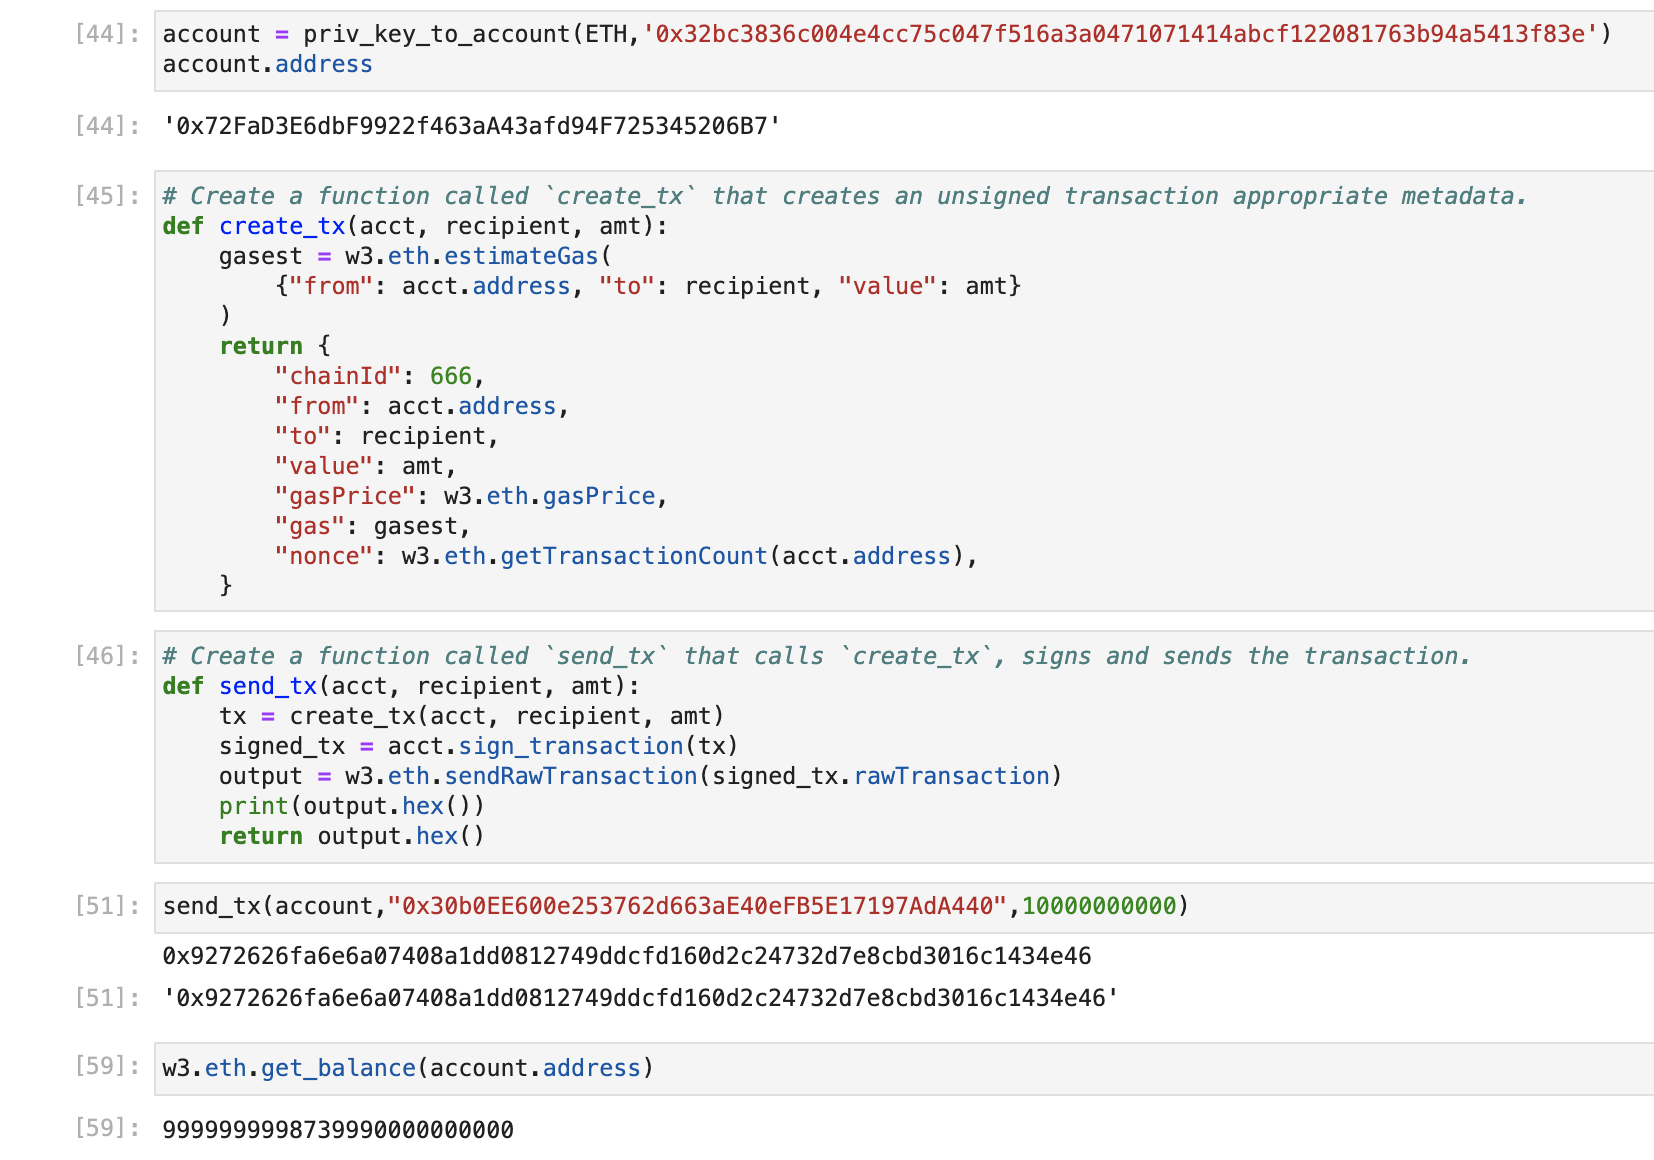 [44]: account = priv_key_to_account(ETH,'0x32bc3836c004e4cc75c047f516a3a0471071414abcf122081763b94a5413f83e')
account.address
[44]: '0x72FaD3E6dbF9922f463aA43afd94F725345206B7'
[45]: # Create a function called `create_tx` that creates an unsigned transaction appropriate metadata.
def create_tx(acct, recipient, amt):
    gasest = w3.eth.estimateGas(
        {"from": acct.address, "to": recipient, "value": amt}
    )
    return {
        "chainId": 666,
        "from": acct.address,
        "to": recipient,
        "value": amt,
        "gasPrice": w3.eth.gasPrice,
        "gas": gasest,
        "nonce": w3.eth.getTransactionCount(acct.address),
    }
[46]: # Create a function called `send_tx` that calls `create_tx`, signs and sends the transaction.
def send_tx(acct, recipient, amt):
    tx = create_tx(acct, recipient, amt)
    signed_tx = acct.sign_transaction(tx)
    output = w3.eth.sendRawTransaction(signed_tx.rawTransaction)
    print(output.hex())
    return output.hex()
[51]: send_tx(account,"0x30b0EE600e253762d663aE40eFB5E17197AdA440",10000000000)
0x9272626fa6e6a07408a1dd0812749ddcfd160d2c24732d7e8cbd3016c1434e46
[51]: '0x9272626fa6e6a07408a1dd0812749ddcfd160d2c24732d7e8cbd3016c1434e46'
[59]: w3.eth.get_balance(account.address)
[59]: 9999999998739990000000000